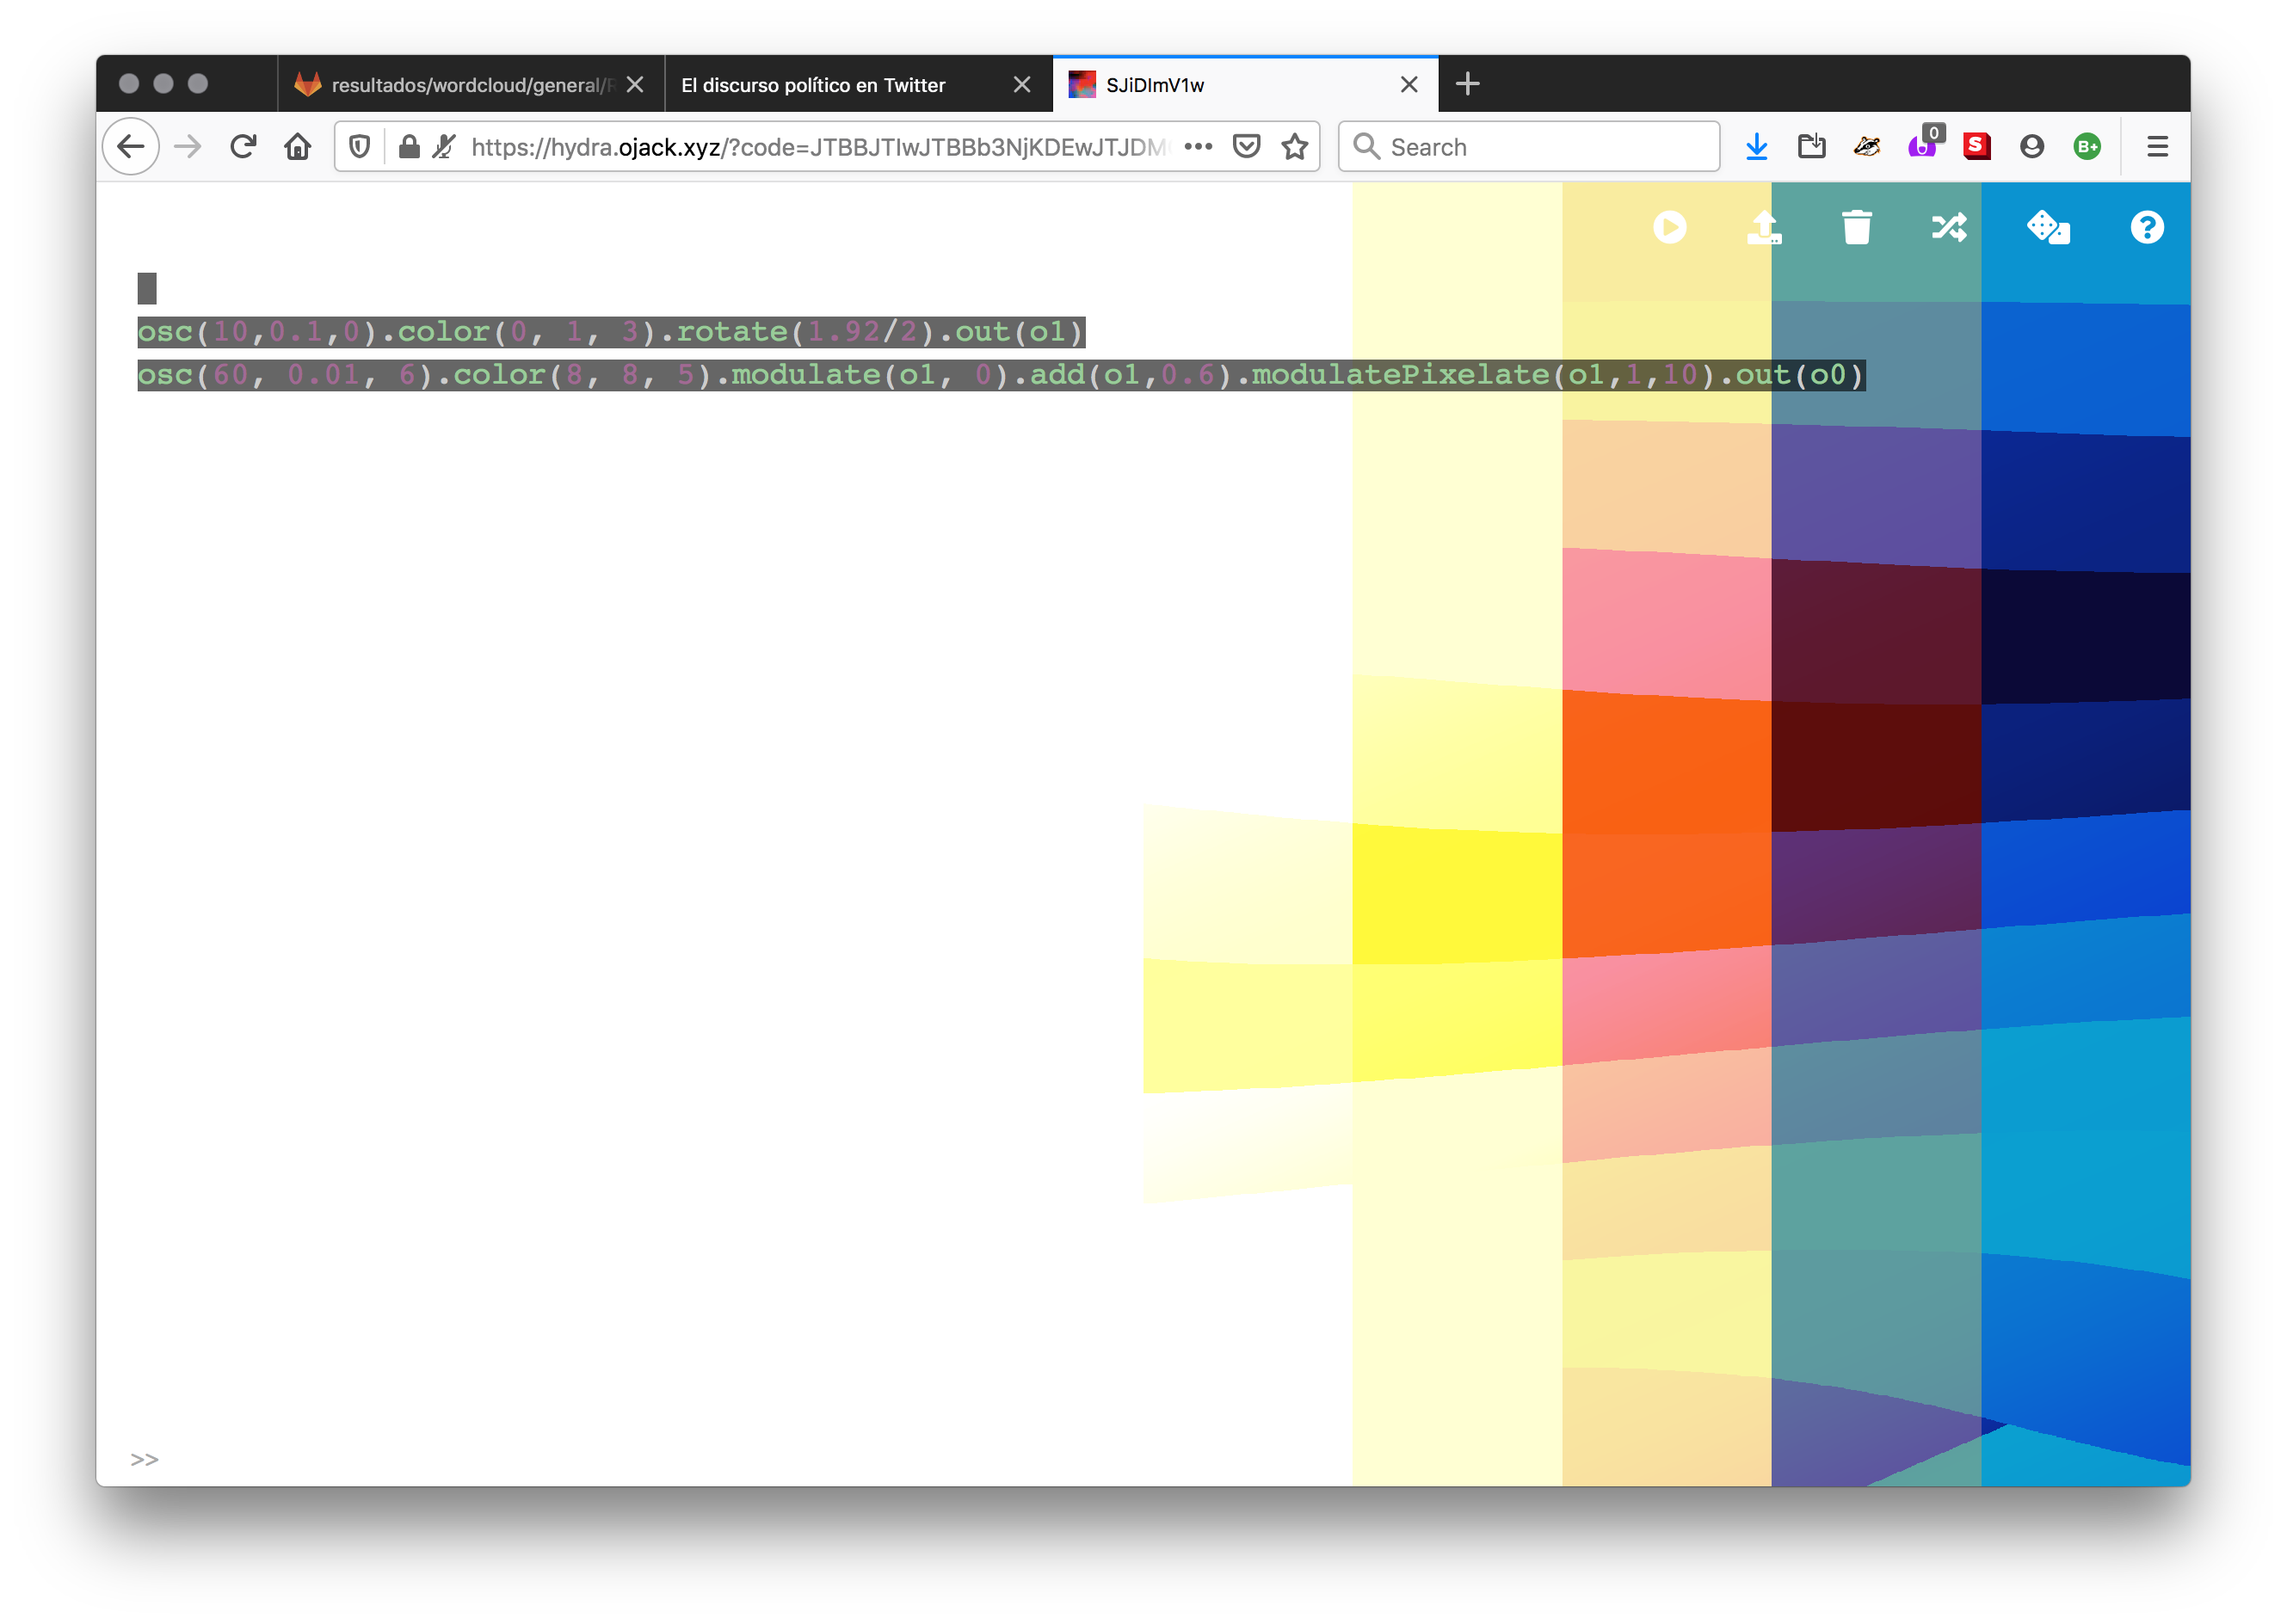 resultados/wordcloud/general/
El discurso político en Twitter
SJiDImV1w
https://hydra.ojack.xyz/?code=JTBBJTIwJTBBb3NjKDEwJTJDM
Search
0
S
B+
osc(10,0.1,0).color(0, 1, 3).rotate(1.92/2).out(o1)
osc(60, 0.01, 6).color(8, 8, 5).modulate(o1, 0).add(o1,0.6).modulatePixelate(o1,1,10).out(o0)
>>